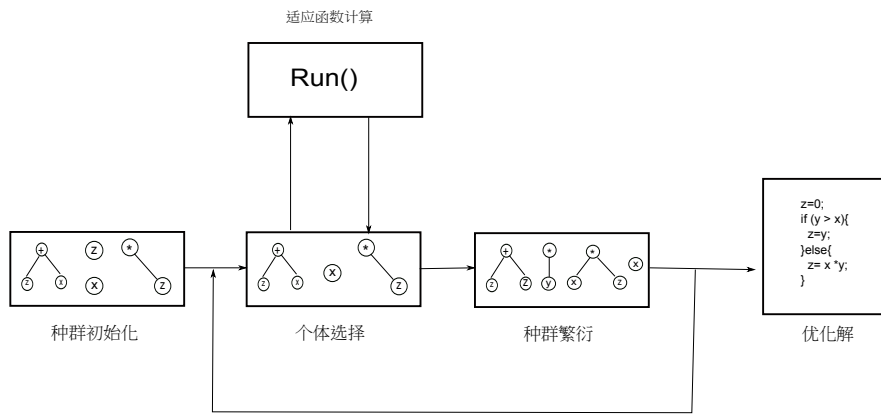 适应函数计算
Run()
+
z
x
z
x
*
z
种群初始化
+
z
x
x
*
z
个体选择
+
z
Z
*
y
*
x
z
x
种群繁衍
z=0;
if (y > x){
z=y;
}else{
z= x *y;
}
优化解